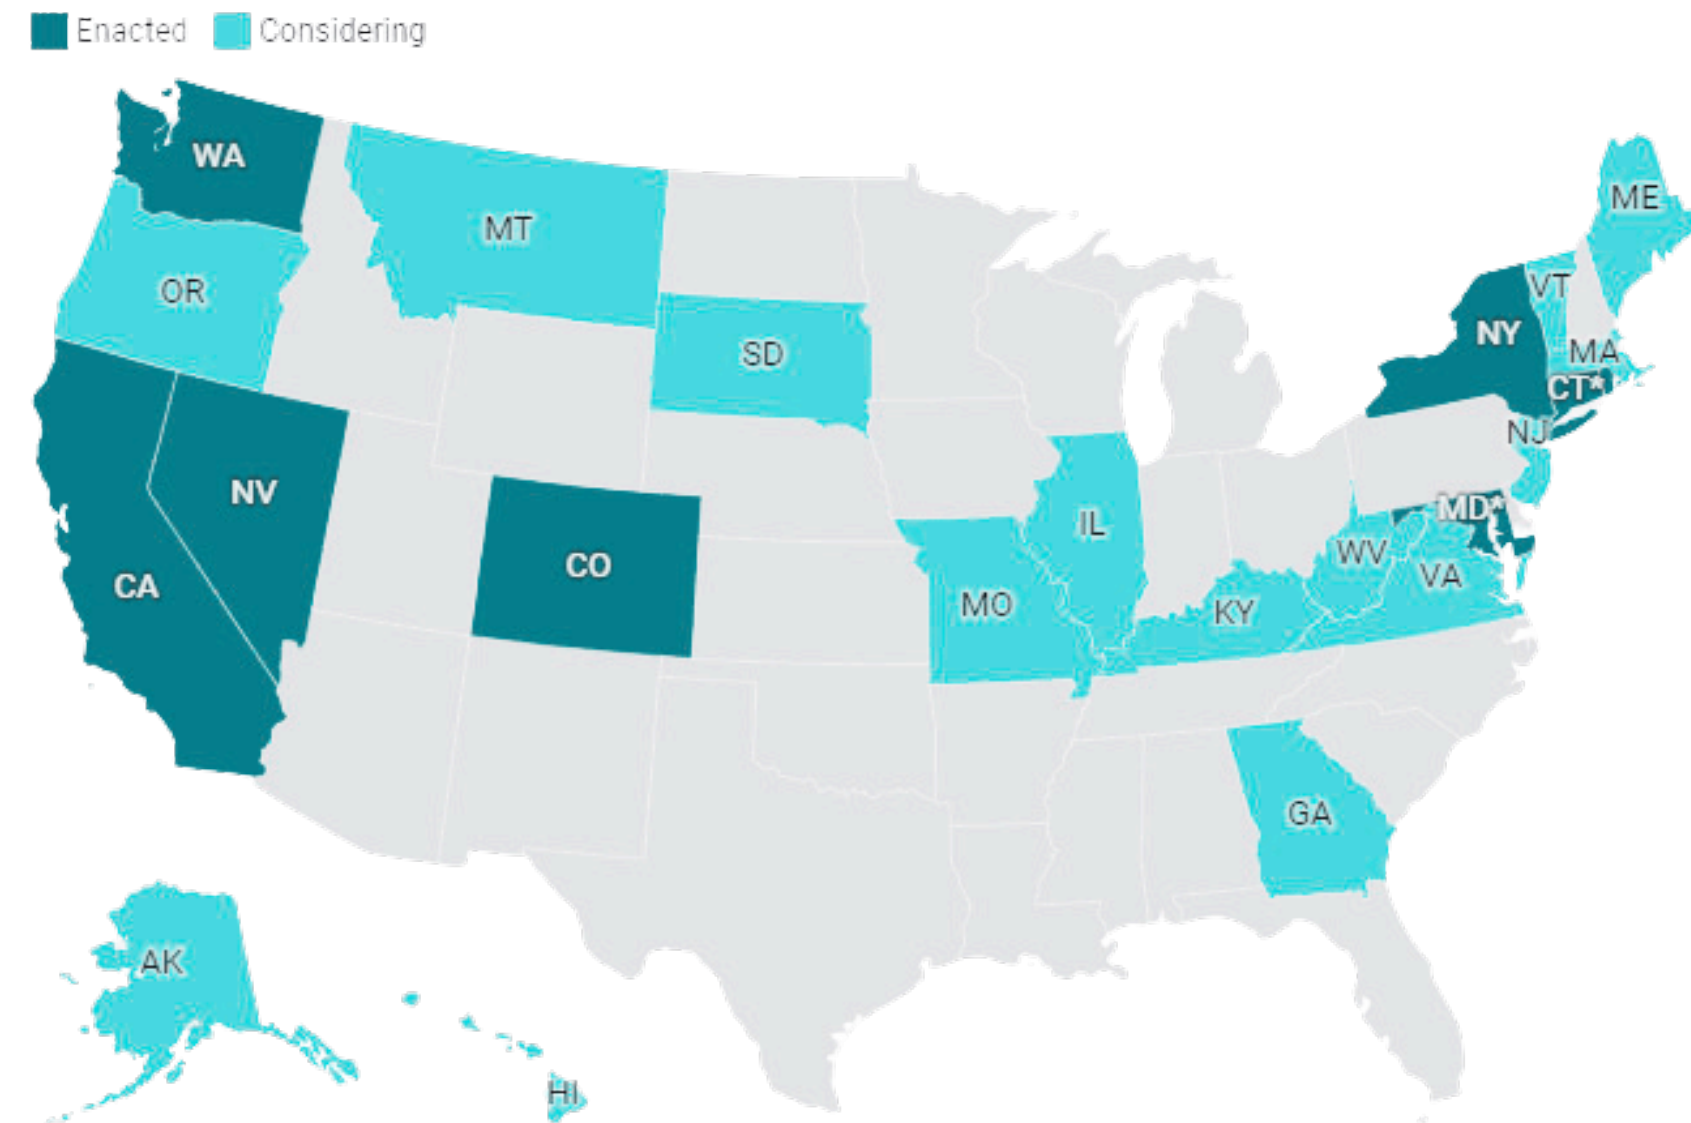 Enacted Considering
WA
MT
ME
OR
VT
NY
SD
MA
CT*
NJ
NV
MD*
IL
WV
CO
VA
CA
MO
KY
GA
AK
HI